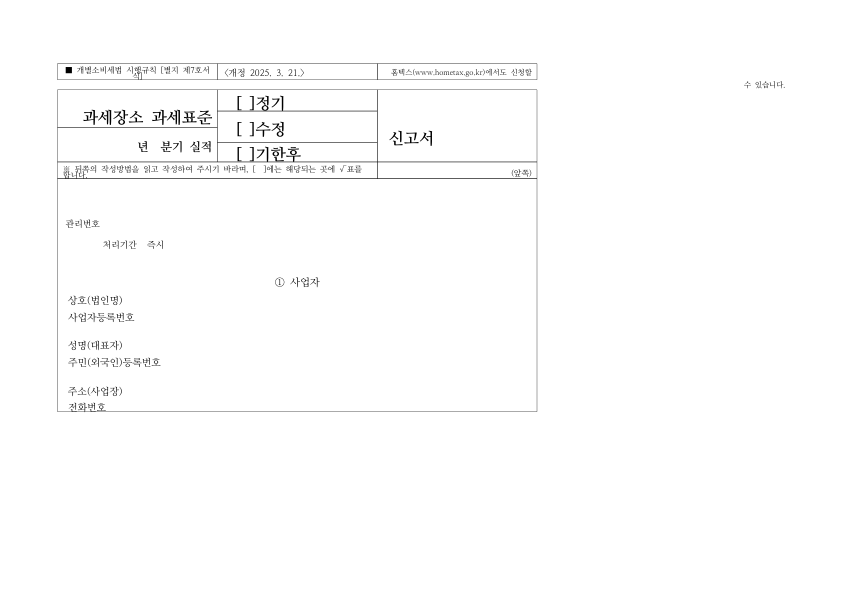 ■ 개별소비세법 시행규칙 [별지 제7호서식]
〈개정 2025. 3. 21.〉
홈텍스(www.hometax.go.kr)에서도 신청할
수 있습니다.
과세장소 과세표준
년 분기 실적
[ ]정기
[ ]수정
[ ]기한후
신고서
※ 뒤쪽의 작성방법을 읽고 작성하여 주시기 바라며, [ ]에는 해당되는 곳에 √표를
합니다.
(앞쪽)
관리번호
처리기간 즉시
① 사업자
상호(법인명)
사업자등록번호
성명(대표자)
주민(외국인)등록번호
주소(사업장)
전화번호